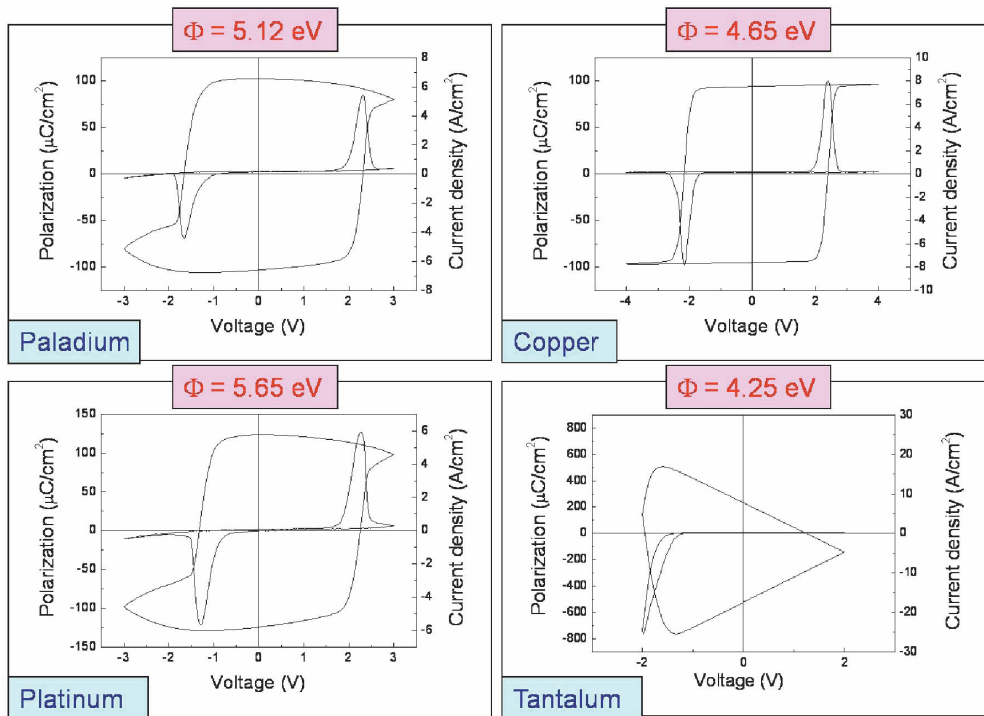 Φ = 5.12 eV
Polarization (μC/cm²)
100
50
0
-50
-100
8
6
4
2
0
-2
-4
-6
-8
Current density (A/cm²)
-3 -2 -1 0 1 2 3
Voltage (V)
Paladium
Φ = 4.65 eV
Polarization (μC/cm²)
100
50
0
-50
-100
10
8
6
4
2
0
-2
-4
-6
-8
-10
Current density (A/cm²)
-4 -2 0 2 4
Voltage (V)
Copper
Φ = 5.65 eV
Polarization (μC/cm²)
150
100
50
0
-50
-100
-150
6
4
2
0
-2
-4
-6
Current density (A/cm²)
-3 -2 -1 0 1 2 3
Voltage (V)
Platinum
Φ = 4.25 eV
Polarization (μC/cm²)
800
600
400
200
0
-200
-400
-600
-800
30
20
10
0
-10
-20
-30
Current density (A/cm²)
-2 0 2
Voltage (V)
Tantalum